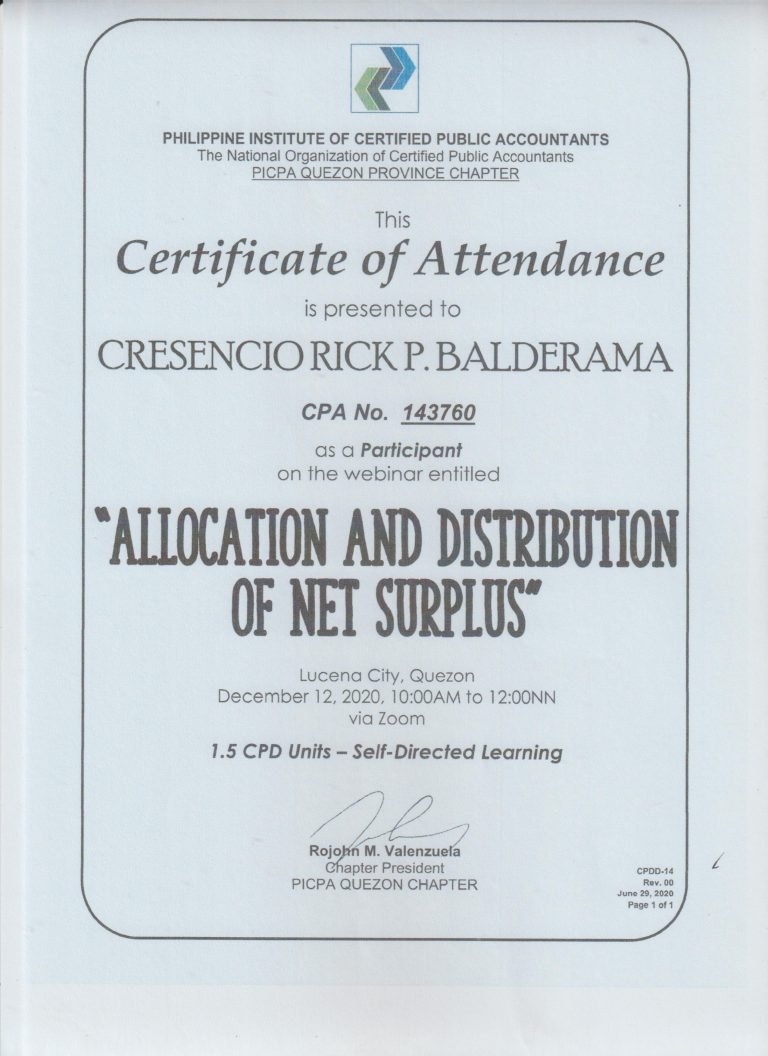 PHILIPPINE INSTITUTE OF CERTIFIED PUBLIC ACCOUNTANTS
The National Organization of Certified Public Accountants
PICPA QUEZON PROVINCE CHAPTER
This
Certificate of Attendance
is presented to
CRESENCIO RICK P. BALDERAMA
CPA No. 143760
as a Participant
on the webinar entitled
"ALLOCATION AND DISTRIBUTION
OF NET SURPLUS"
Lucena City, Quezon
December 12, 2020, 10:00AM to 12:00NN
via Zoom
1.5 CPD Units – Self-Directed Learning
Rojohn M. Valenzuela
Chapter President
PICPA QUEZON CHAPTER
CPDD-14
Rev. 00
June 29, 2020
Page 1 of 1